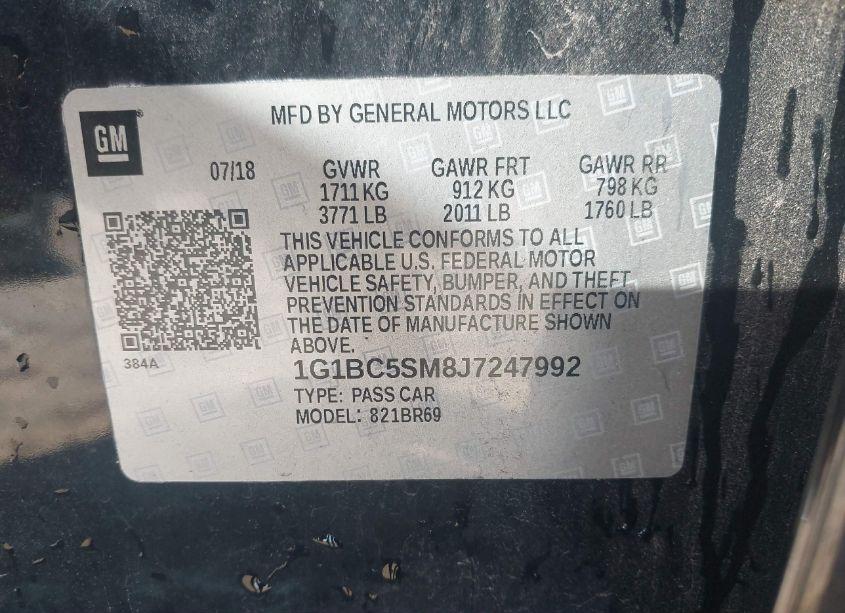 MFD BY GENERAL MOTORS LLC
GM
07/18 GVWR GAWR FRT GAWR RR
1711 KG 912 KG 798 KG
3771 LB 2011 LB 1760 LB
THIS VEHICLE CONFORMS TO ALL
APPLICABLE U.S. FEDERAL MOTOR
VEHICLE SAFETY, BUMPER, AND THEFT
PREVENTION STANDARDS IN EFFECT ON
THE DATE OF MANUFACTURE SHOWN
ABOVE.
384A
1G1BC5SM8J7247992
TYPE: PASS CAR
MODEL: 821BR69